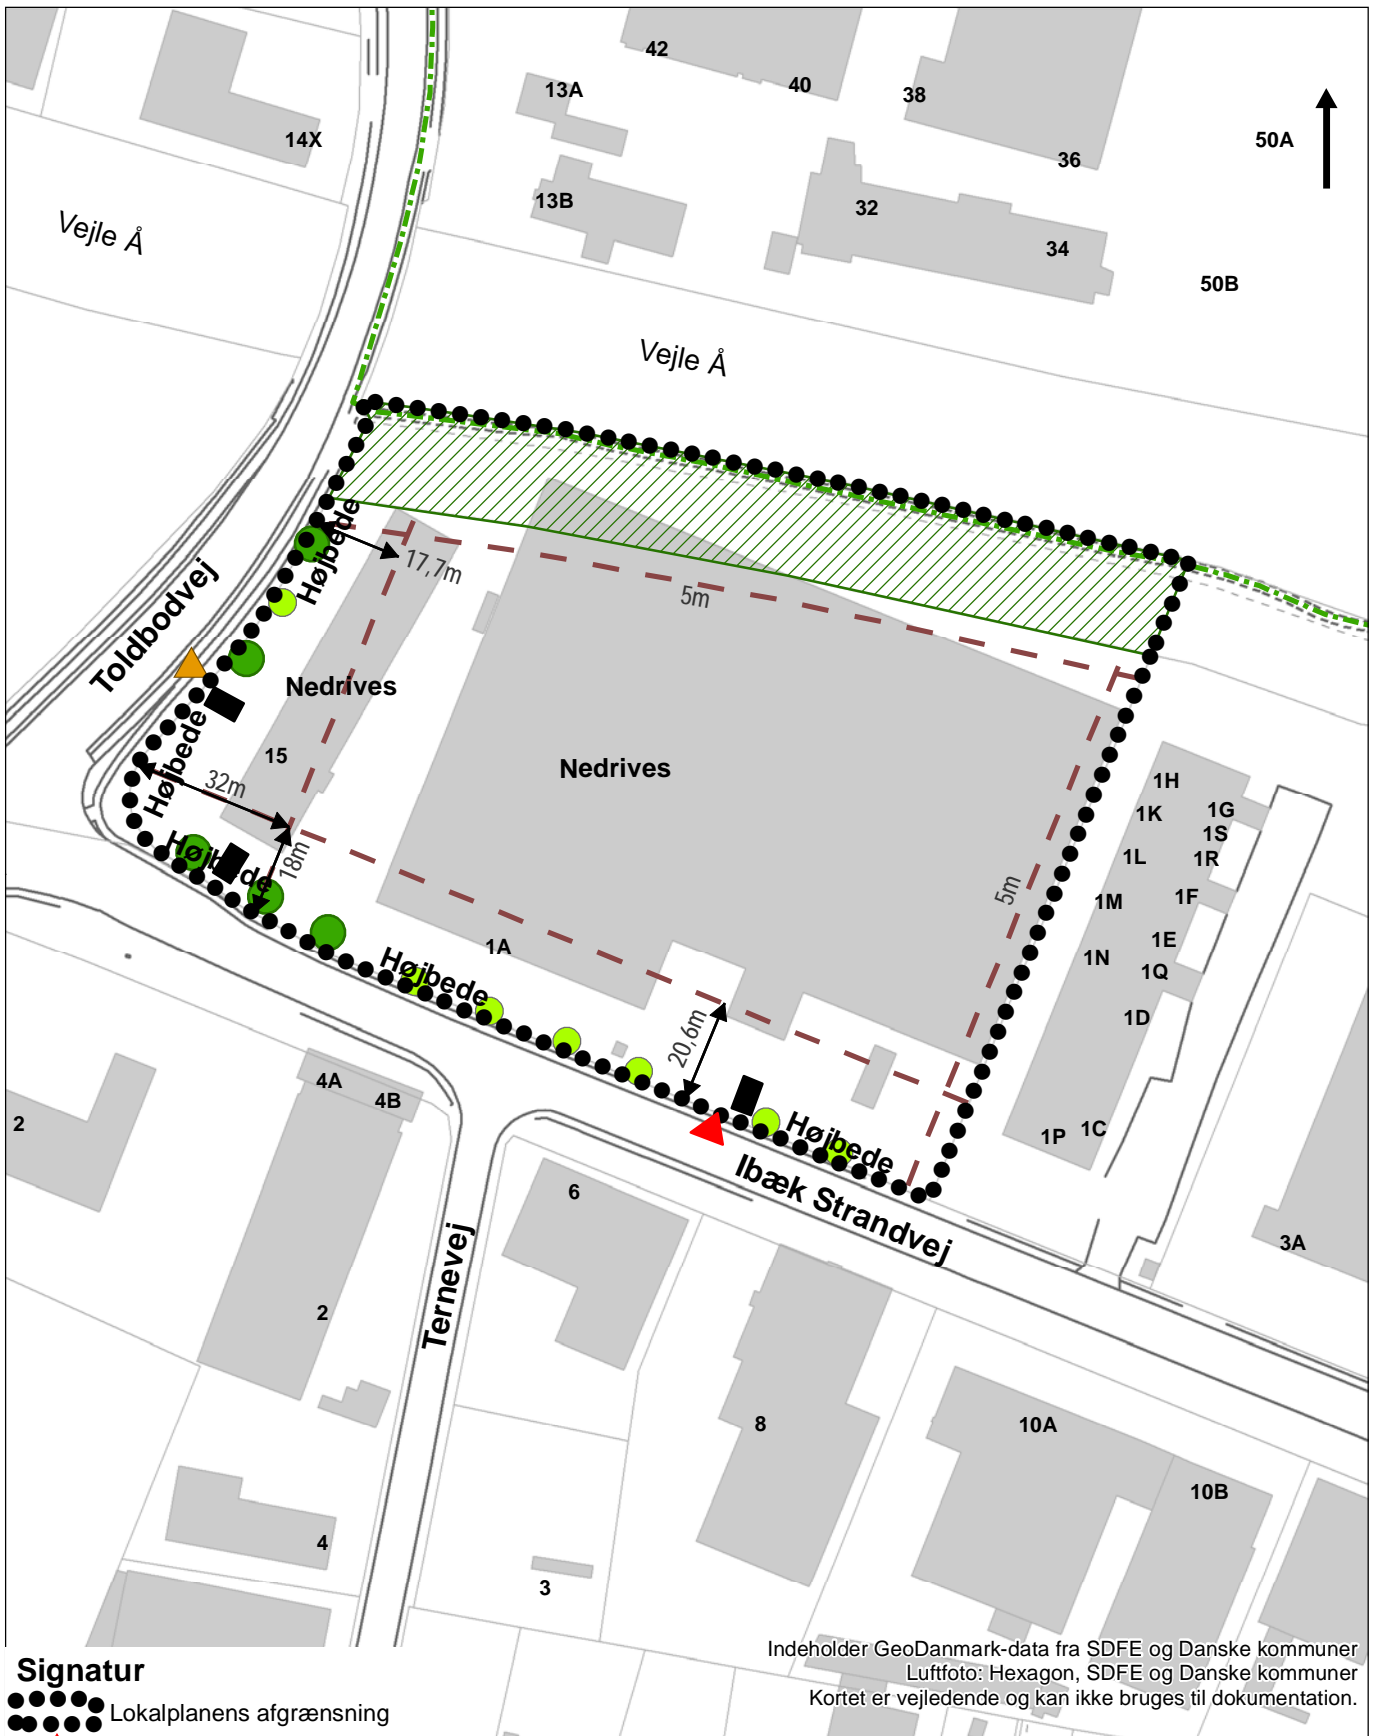 42
40
38
13A
14X
36
50A
13B
32
34
50B
Vejle Å
Vejle Å
Højbede
17,7m
5m
Toldbodvej
Nedrives
Højbede
15
Nedrives
32m
Højbede
18m
1H
1K
1G
1S
1L
1R
1M
1F
1A
1E
1N
1Q
5m
1D
Højbede
20,6m
4A
4B
2
Højbede
1P
1C
Ibæk Strandvej
6
3A
Ternevej
2
8
10A
10B
4
3
Indeholder GeoDanmark-data fra SDFE og Danske kommuner
Luftfoto: Hexagon, SDFE og Danske kommuner
Kortet er vejledende og kan ikke bruges til dokumentation.
Signatur
Lokalplanens afgrænsning